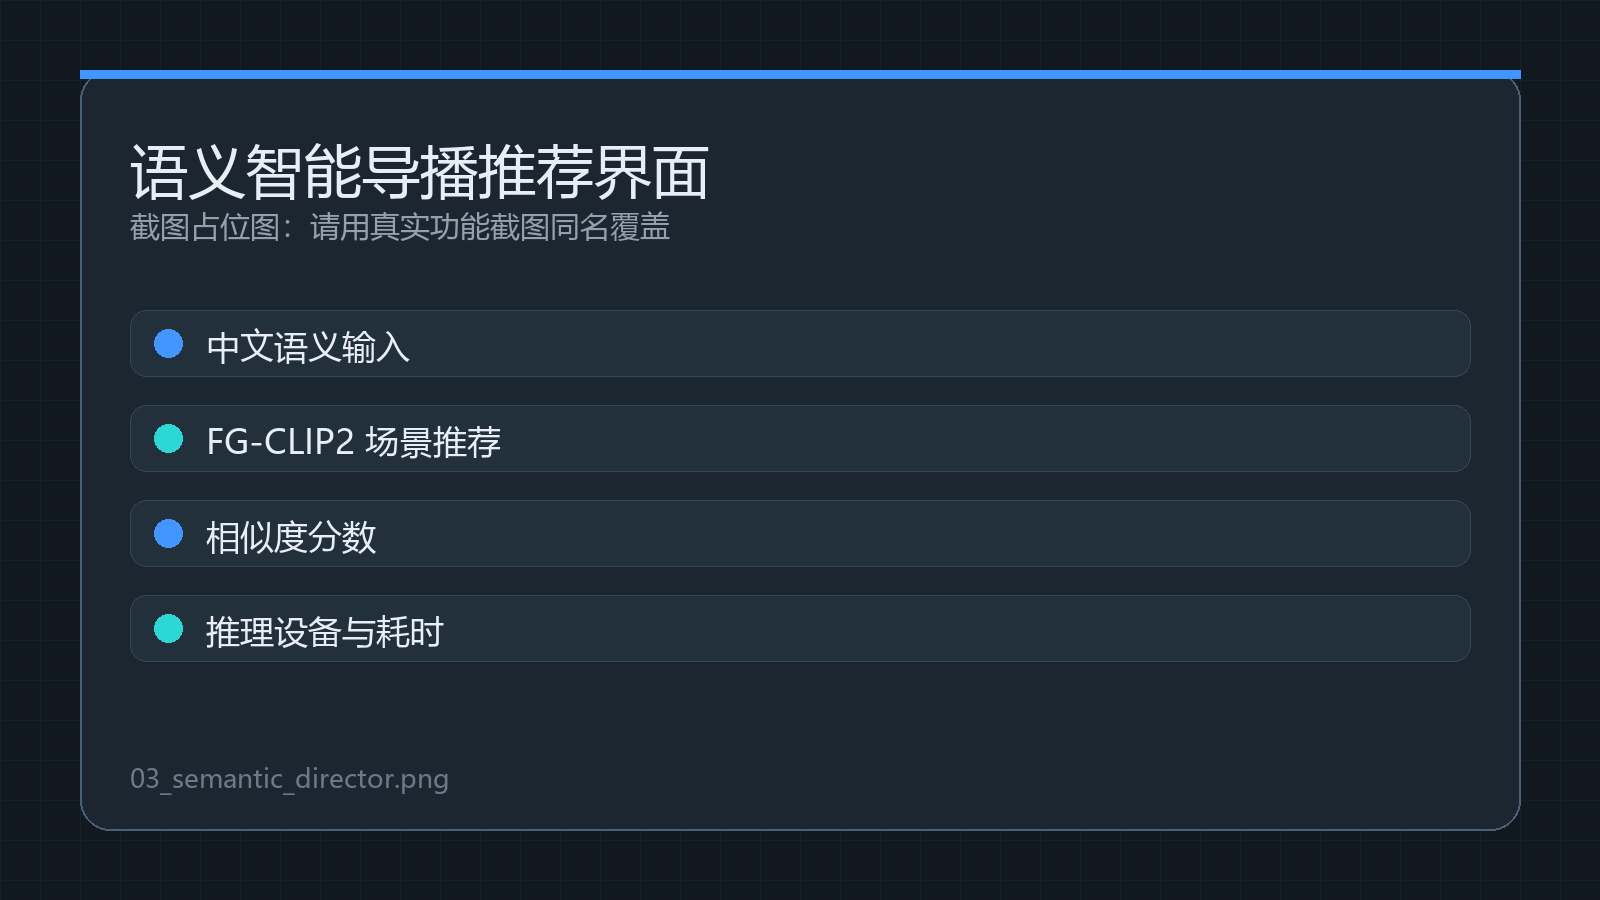 语义智能导播推荐界面
截图占位图：请用真实功能截图同名覆盖
中文语义输入
FG-CLIP2 场景推荐
相似度分数
推理设备与耗时
03_semantic_director.png